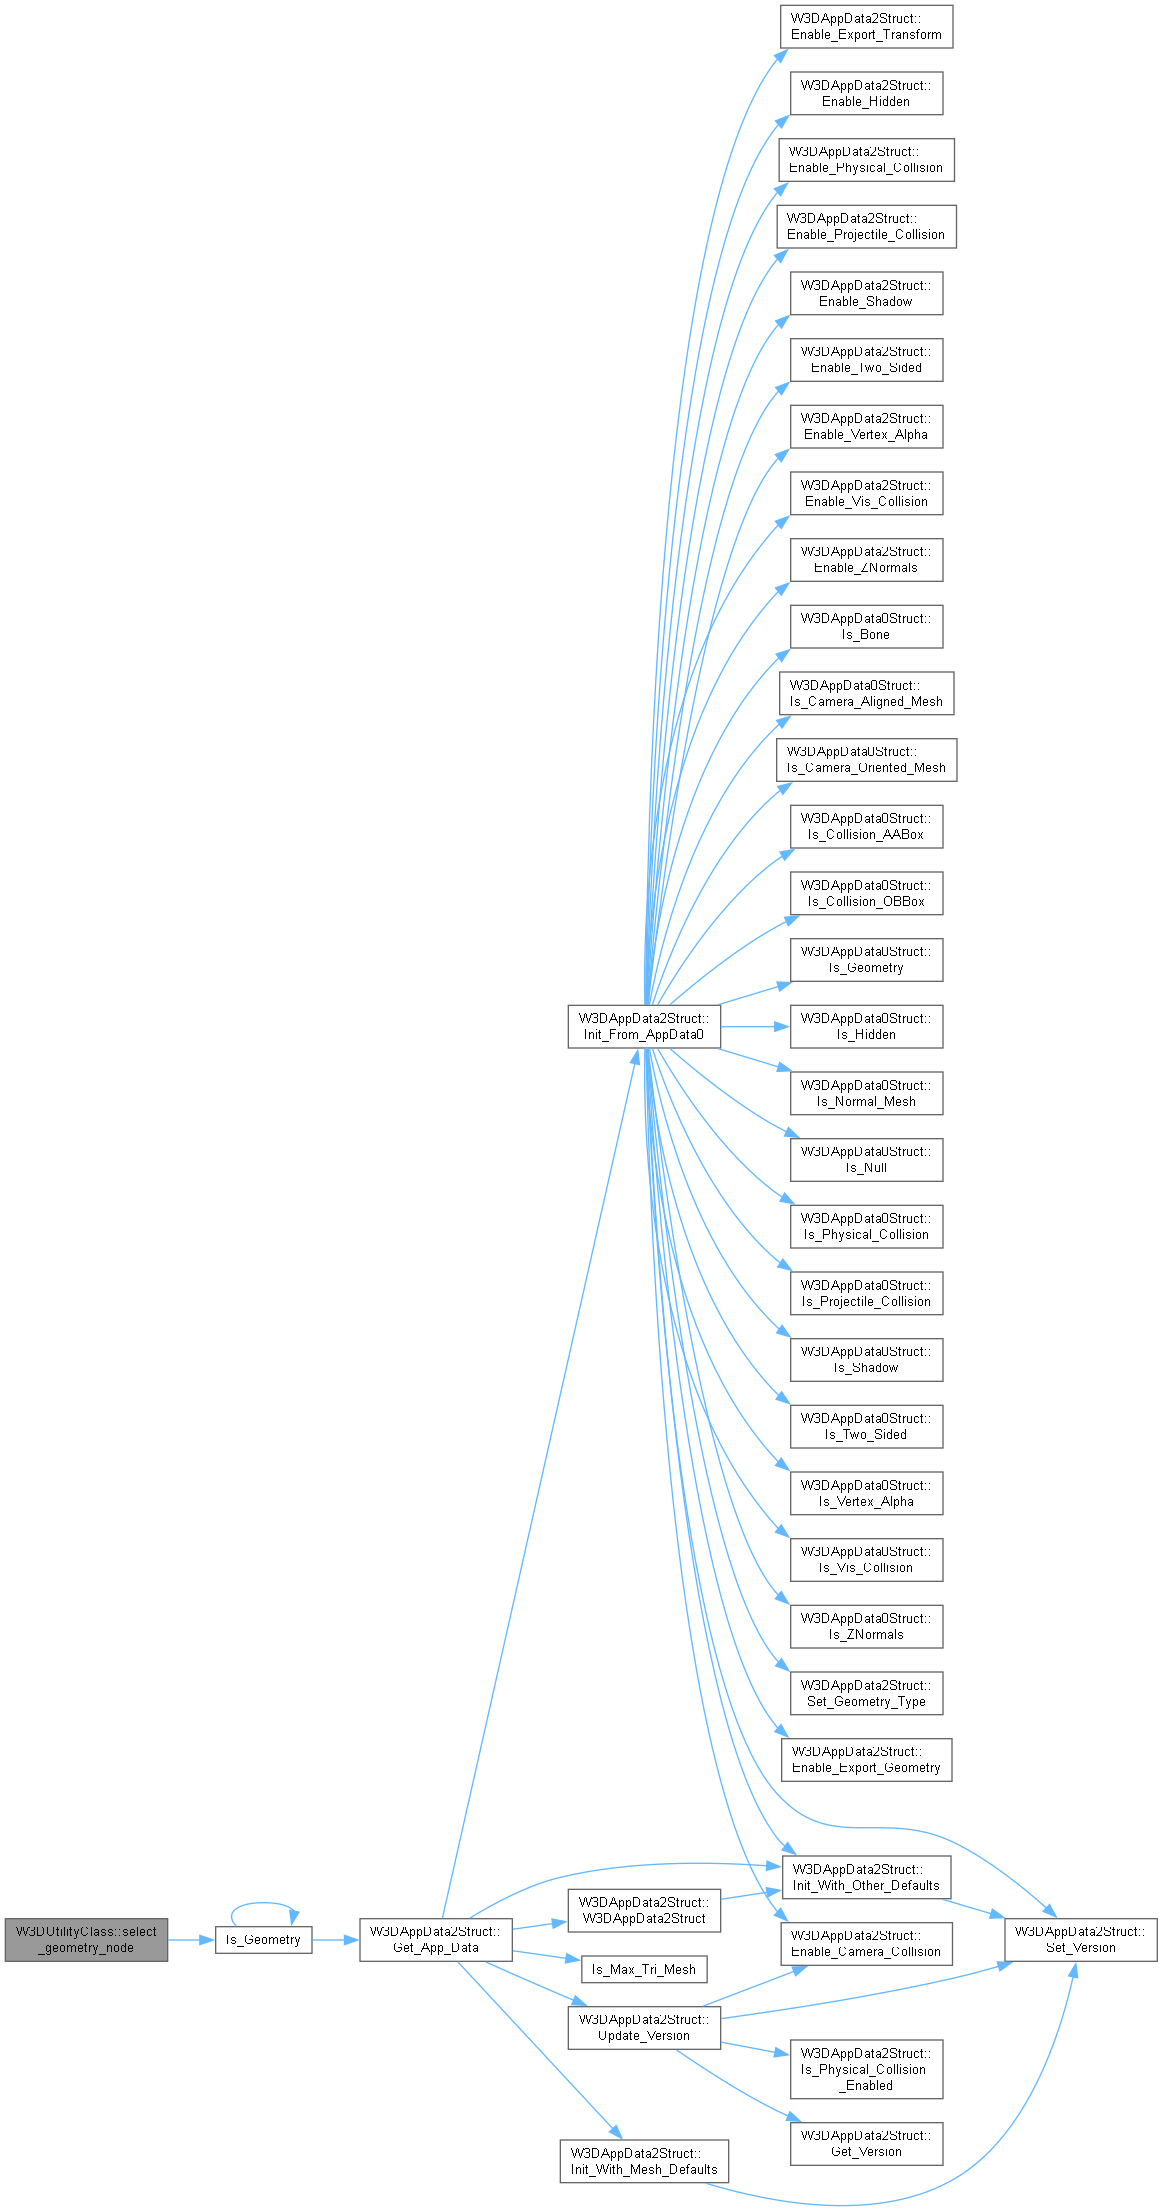 W3DAppData2Struct::
Enable_Export_Transform
W3DAppData2Struct::
Enable_Hidden
W3DAppData2Struct::
Enable_Physical_Collision
W3DAppData2Struct::
Enable_Projectile_Collision
W3DAppData2Struct::
Enable_Shadow
W3DAppData2Struct::
Enable_Two_Sided
W3DAppData2Struct::
Enable_Vertex_Alpha
W3DAppData2Struct::
Enable_Vis_Collision
W3DAppData2Struct::
Enable_ZNormals
W3DAppData0Struct::
Is_Bone
W3DAppData0Struct::
Is_Camera_Aligned_Mesh
W3DAppData0Struct::
Is_Camera_Oriented_Mesh
W3DAppData0Struct::
Is_Collision_AABox
W3DAppData0Struct::
Is_Collision_OBBox
W3DAppData0Struct::
Is_Geometry
W3DAppData2Struct::
Init_From_AppData0
W3DAppData0Struct::
Is_Hidden
W3DAppData0Struct::
Is_Normal_Mesh
W3DAppData0Struct::
Is_Null
W3DAppData0Struct::
Is_Physical_Collision
W3DAppData0Struct::
Is_Projectile_Collision
W3DAppData0Struct::
Is_Shadow
W3DAppData0Struct::
Is_Two_Sided
W3DAppData0Struct::
Is_Vertex_Alpha
W3DAppData0Struct::
Is_Vis_Collision
W3DAppData0Struct::
Is_ZNormals
W3DAppData2Struct::
Set_Geometry_Type
W3DAppData2Struct::
Enable_Export_Geometry
W3DAppData2Struct::
Init_With_Other_Defaults
W3DAppData2Struct::
W3DAppData2Struct
W3DUtilityClass::select
_geometry_node
Is_Geometry
W3DAppData2Struct::
Get_App_Data
W3DAppData2Struct::
Enable_Camera_Collision
W3DAppData2Struct::
Set_Version
Is_Max_Tri_Mesh
W3DAppData2Struct::
Update_Version
W3DAppData2Struct::
Is_Physical_Collision
_Enabled
W3DAppData2Struct::
Get_Version
W3DAppData2Struct::
Init_With_Mesh_Defaults